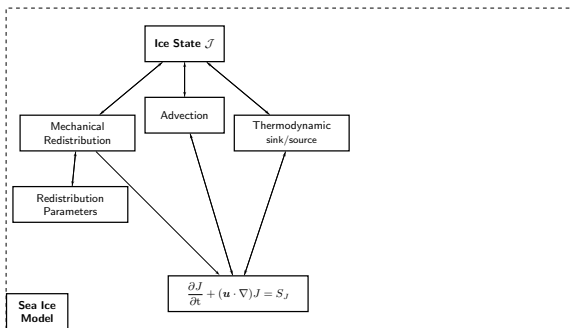 Ice State 𝒥
Advection
Mechanical
Redistribution
Thermodynamic
sink/source
Redistribution
Parameters
∂J/∂t + (u · ∇)J = S_J
Sea Ice
Model